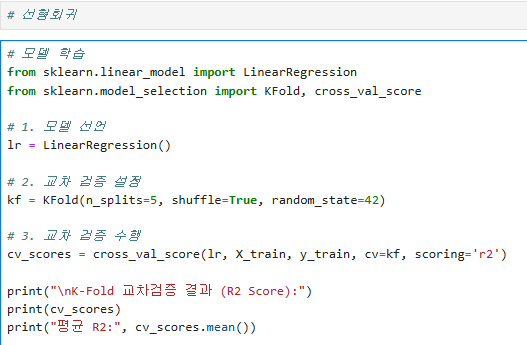 # 선형회귀
# 모델 학습
from sklearn.linear_model import LinearRegression
from sklearn.model_selection import KFold, cross_val_score
# 1. 모델 선언
lr = LinearRegression()
# 2. 교차 검증 설정
kf = KFold(n_splits=5, shuffle=True, random_state=42)
# 3. 교차 검증 수행
cv_scores = cross_val_score(lr, X_train, y_train, cv=kf, scoring='r2')
print("\nK-Fold 교차검증 결과 (R2 Score):")
print(cv_scores)
print("평균 R2:", cv_scores.mean())